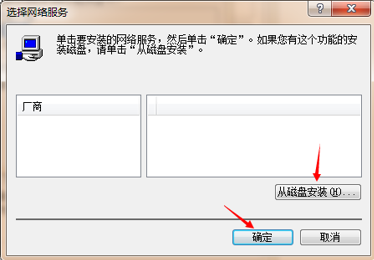 选择网络服务
单击要安装的网络服务，然后单击“确定”。如果您有这个功能的安
装磁盘，请单击“从磁盘安装”。
厂商
从磁盘安装(H)...
确定
取消